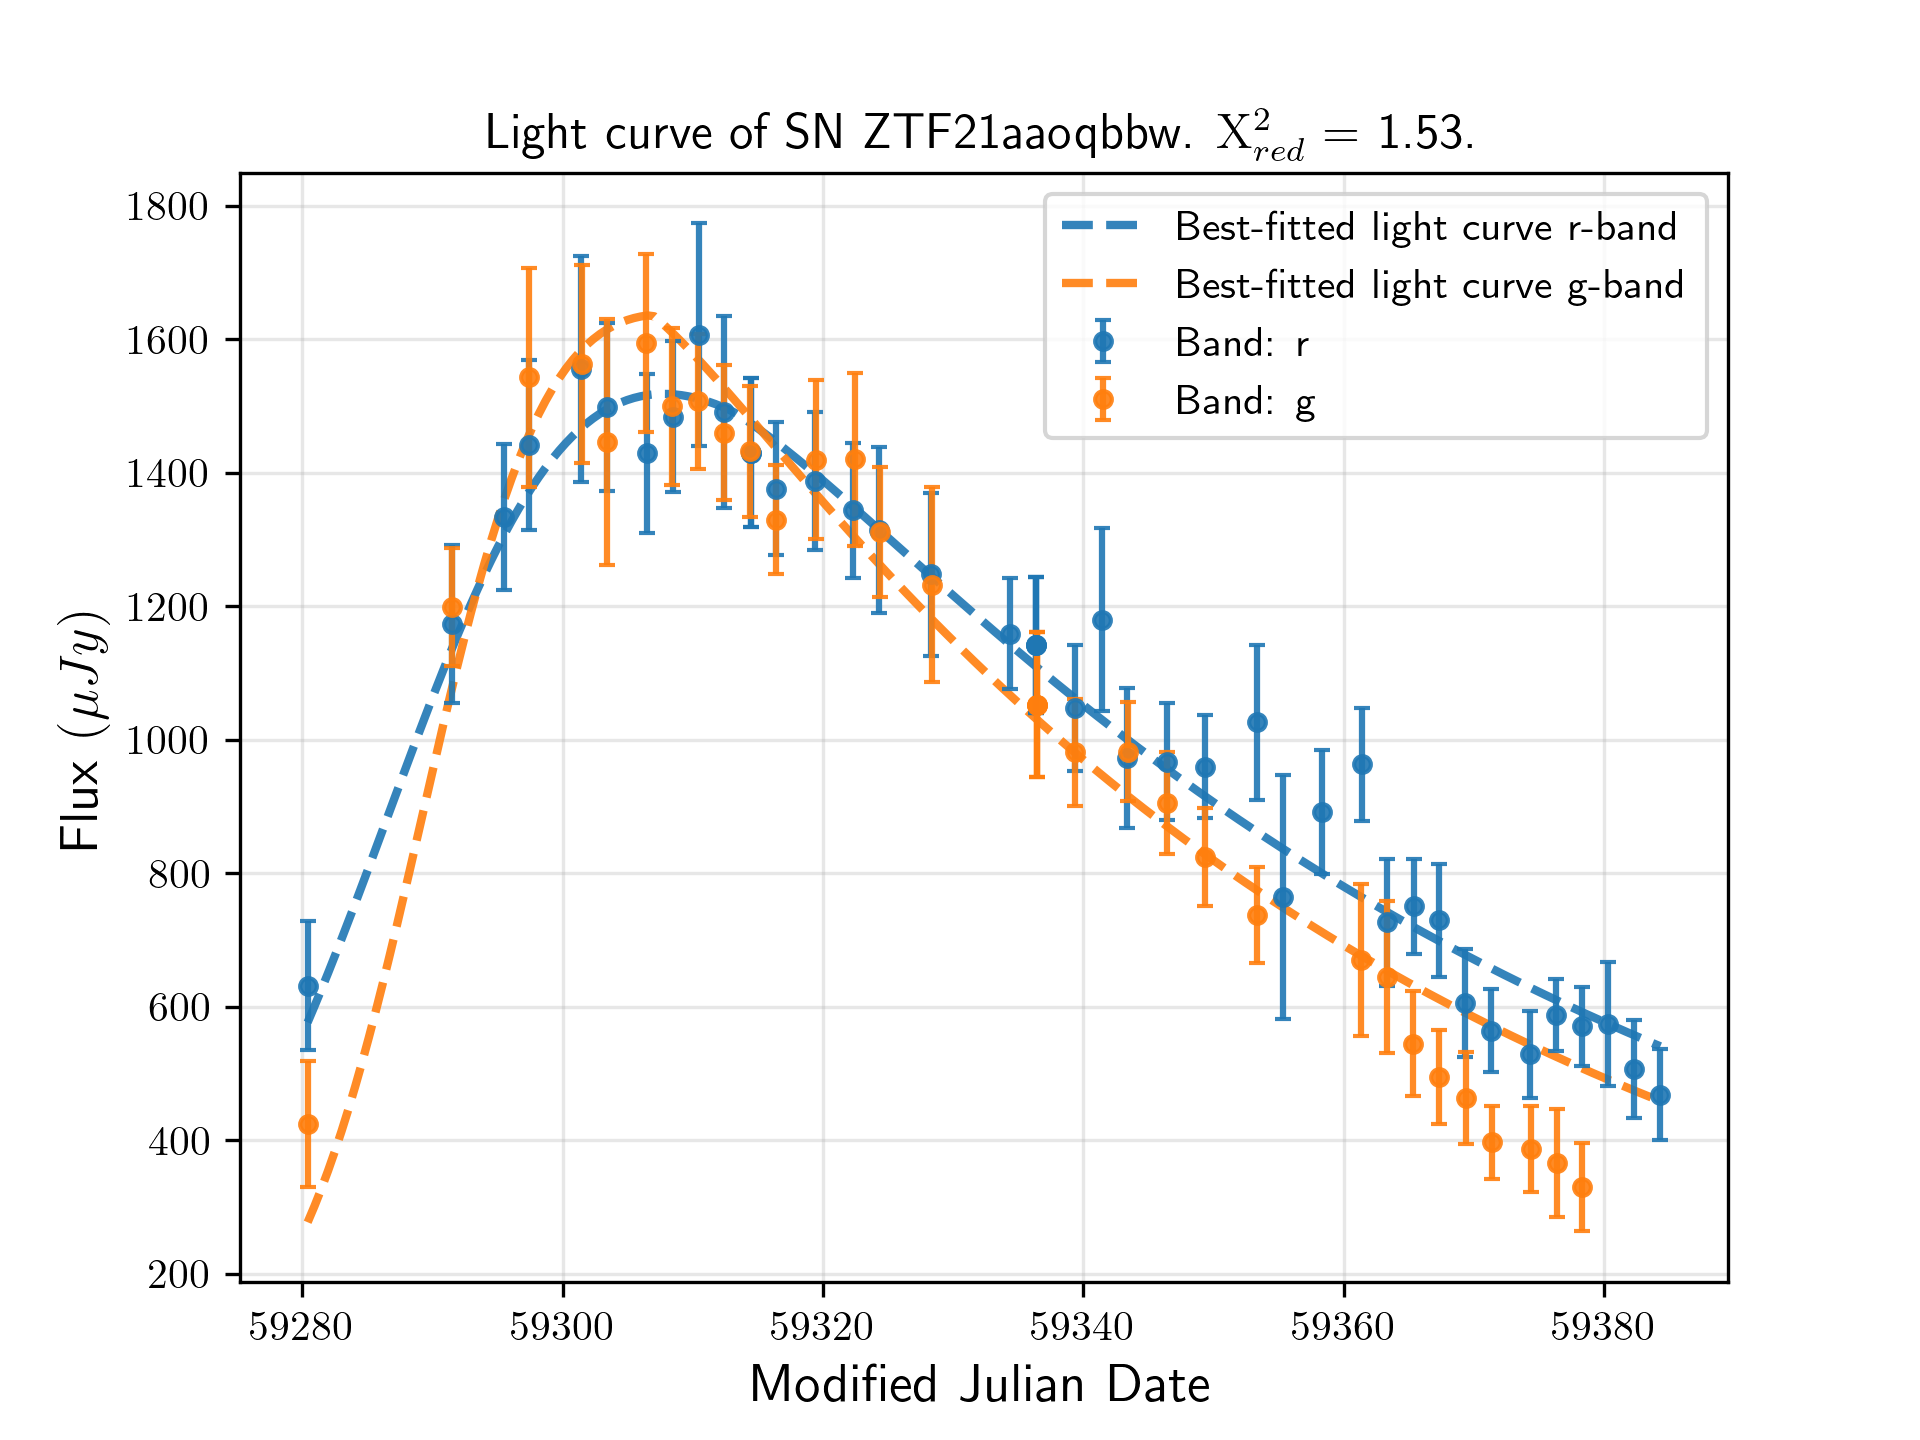 Light curve of SN ZTF21aaoqbbw. X²_red = 1.53.
1800
1600
1400
1200
1000
800
600
400
200
Flux (μJy)
Best-fitted light curve r-band
Best-fitted light curve g-band
Band: r
Band: g
59280 59300 59320 59340 59360 59380
Modified Julian Date